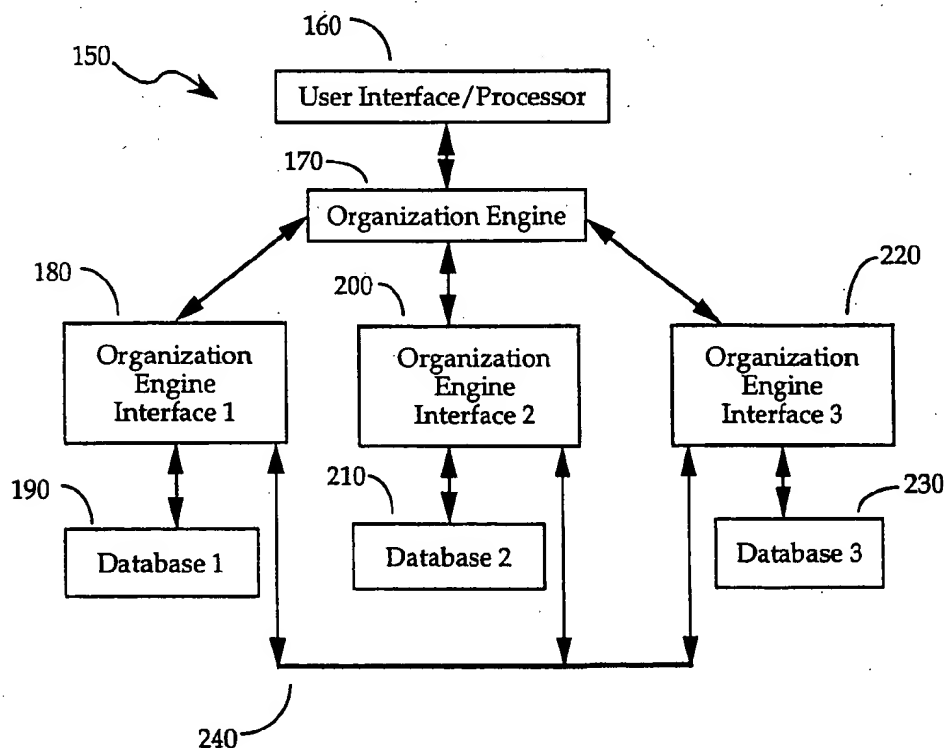 160
150
User Interface/Processor
170
Organization Engine
180
200
220
Organization
Engine
Interface 1
Organization
Engine
Interface 2
Organization
Engine
Interface 3
190
210
230
Database 1
Database 2
Database 3
240